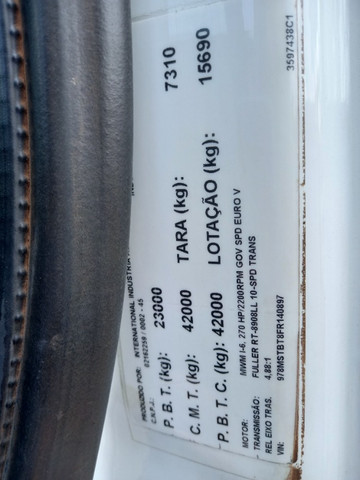 PRODUZIDO POR: INTERNATIONAL INDUSTRIA
C.N.P.J.: 02162259 / 0002 - 45
P. B. T. (kg): 23000 TARA (kg): 7310
C. M. T. (kg): 42000 LOTAÇÃO (kg): 15690
P. B. T. C. (kg): 42000
MOTOR: MWM I-6, 270 HP/2200RPM GOV SPD EURO V
TRANSMISSÃO: FULLER RT-8908LL 10-SPD TRANS
REL EIXO TRAS. 4,88:1
VIN: 978MSTBT8FR140897
3597438C1